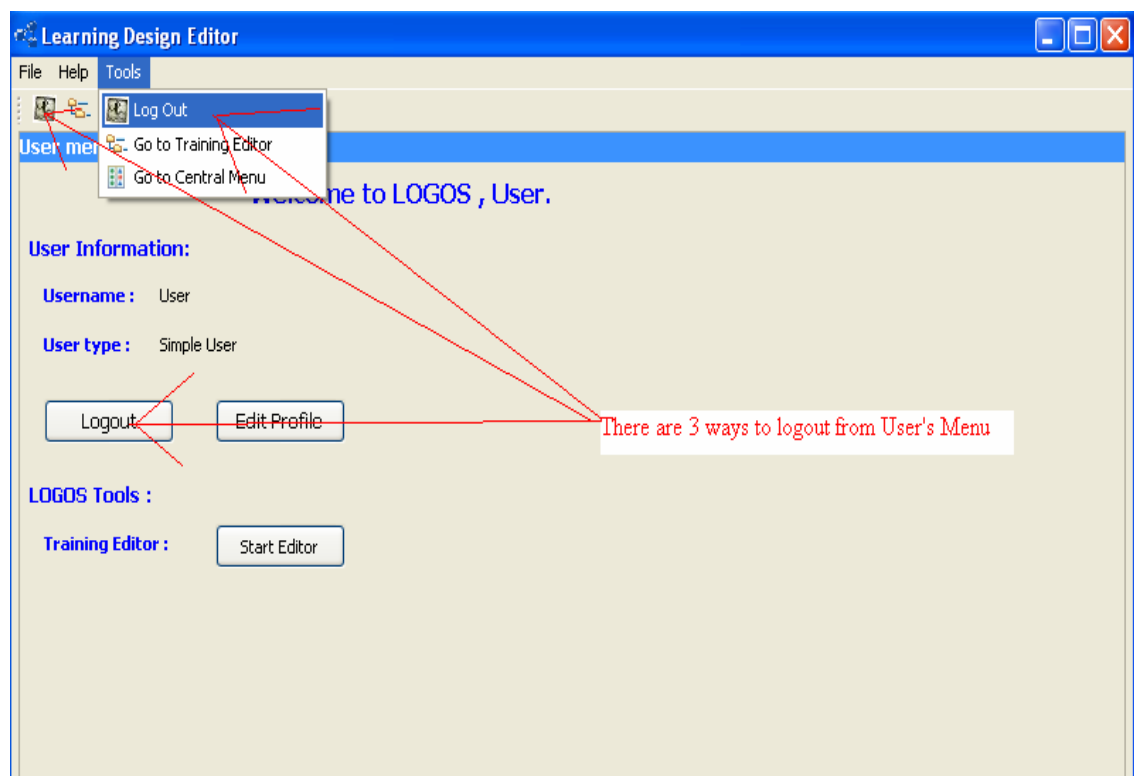 Learning Design Editor
File Help Tools
Log Out
User men
Go to Training Editor
Go to Central Menu
Welcome to LOGOS , User.
User Information:
Username : User
User type : Simple User
Logout Edit Profile
There are 3 ways to logout from User's Menu
LOGOS Tools :
Training Editor : Start Editor